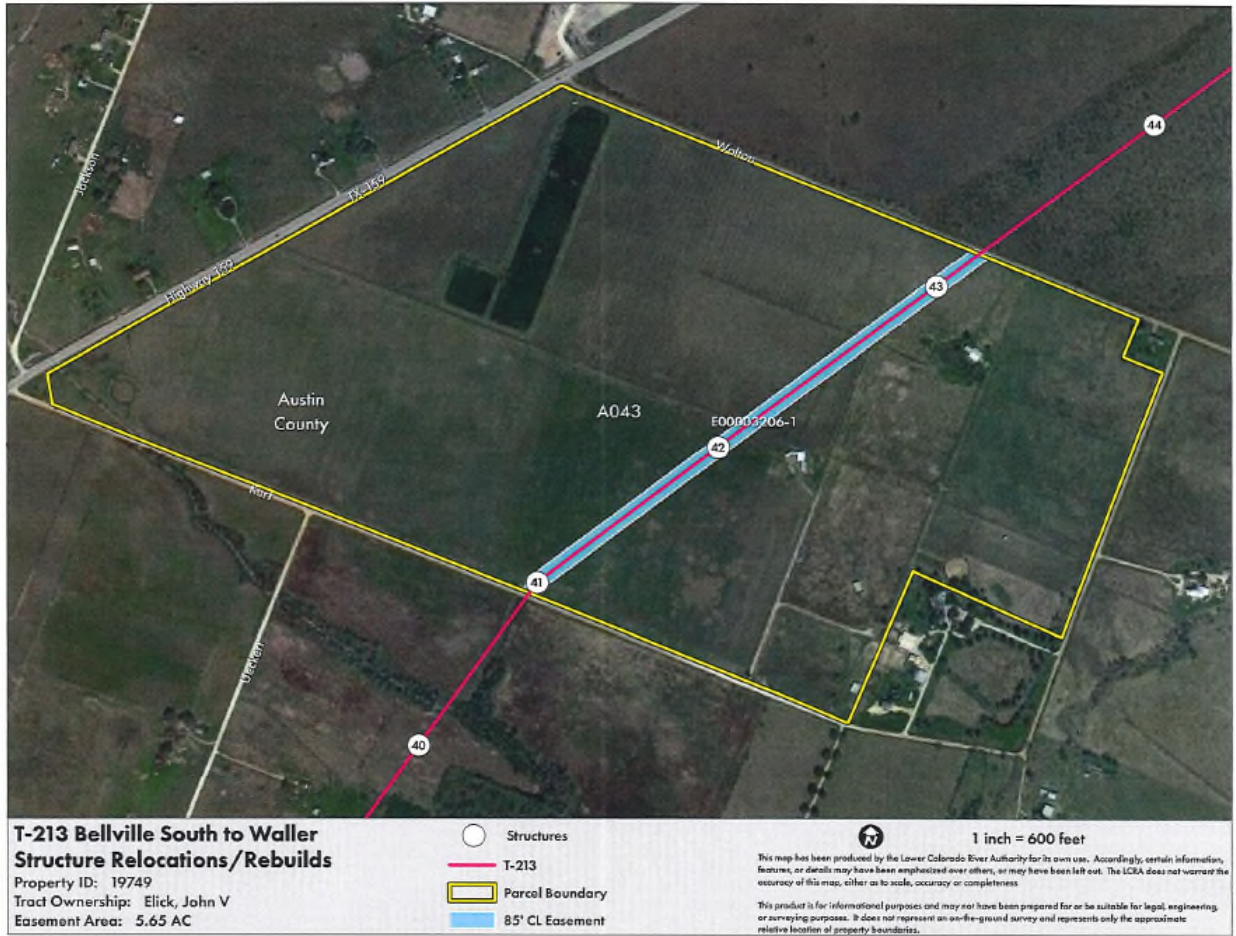 44
Walton
Jackson
TX-159
Highway 159
43
Austin
County
A043
E00003206-1
42
Kurt
41
Ueckert
40
T-213 Bellville South to Waller
Structure Relocations/Rebuilds
Property ID: 19749
Tract Ownership: Elick, John V
Easement Area: 5.65 AC
Structures
T-213
Parcel Boundary
85' CL Easement
N
1 inch = 600 feet
This map has been produced by the Lower Colorado River Authority for its own use. Accordingly, certain information,
features, or details may have been emphasized over others, or may have been left out. The LCRA does not warrant the
accuracy of this map, either as to scale, accuracy or completeness
This product is for informational purposes and may not have been prepared for or be suitable for legal, engineering,
or surveying purposes. It does not represent an on-the-ground survey and represents only the approximate
relative location of property boundaries.